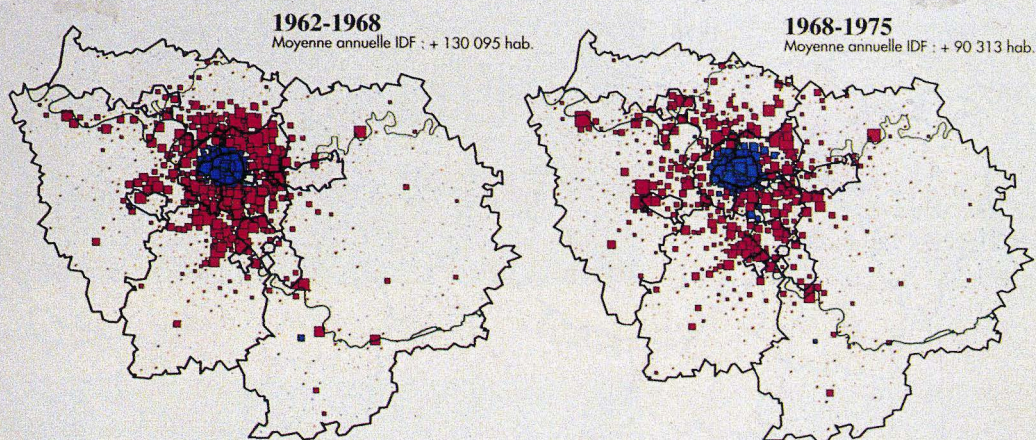 1962-1968
Moyenne annuelle IDF : + 130 095 hab.
1968-1975
Moyenne annuelle IDF : + 90 313 hab.